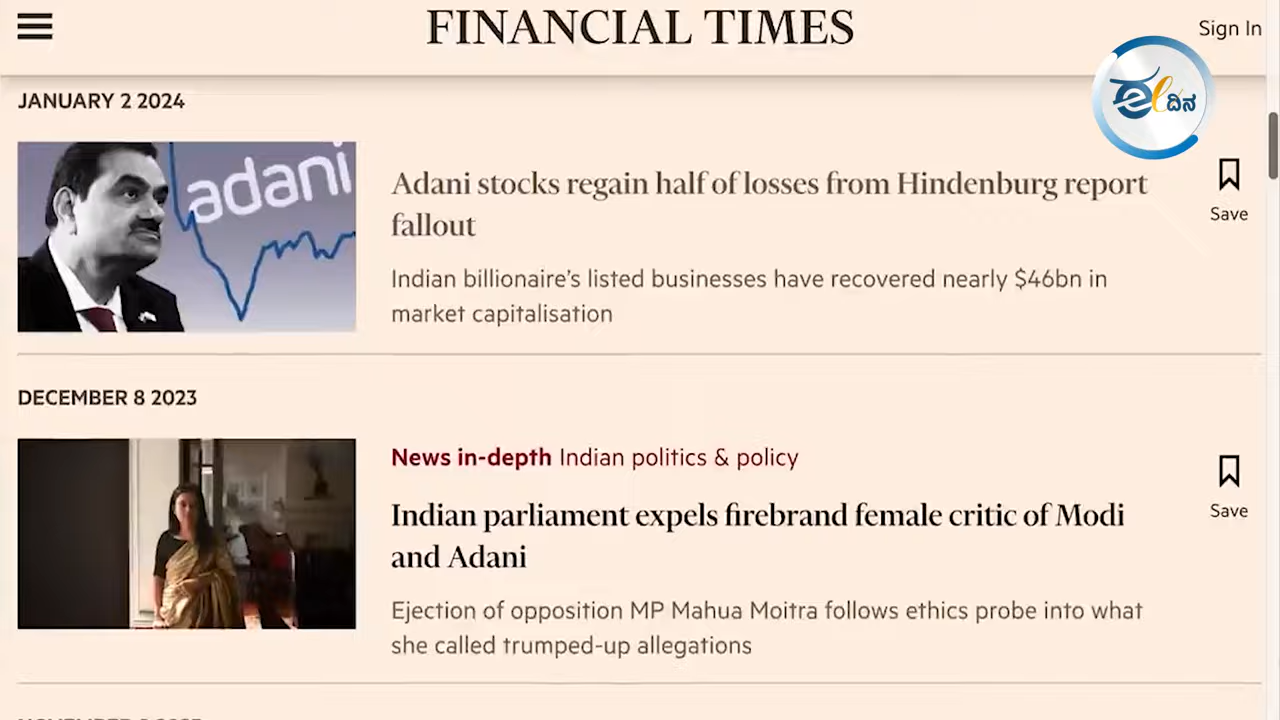 FINANCIAL TIMES
Sign In
ಈ ದಿನ
JANUARY 2 2024
adani
Adani stocks regain half of losses from Hindenburg report
fallout
Save
Indian billionaire's listed businesses have recovered nearly $46bn in
market capitalisation
DECEMBER 8 2023
News in-depth Indian politics & policy
Indian parliament expels firebrand female critic of Modi
and Adani
Save
Ejection of opposition MP Mahua Moitra follows ethics probe into what
she called trumped-up allegations